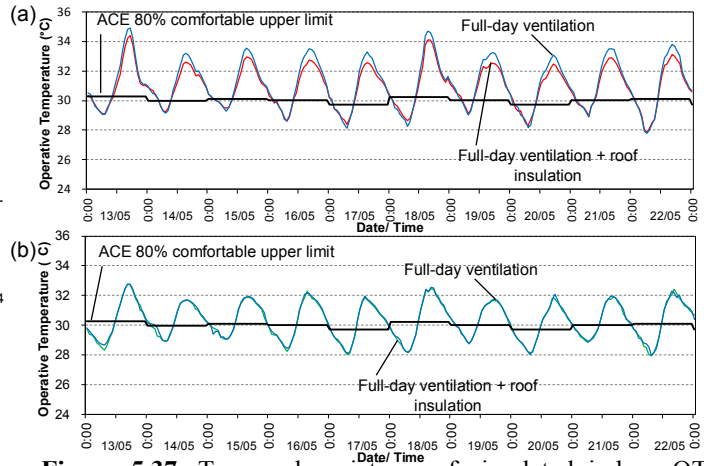 (a)
ACE 80% comfortable upper limit
Full-day ventilation
Full-day ventilation + roof
insulation
Operative Temperature (°C)
36
34
32
30
28
26
24
0:00 0:00 0:00 0:00 0:00 0:00 0:00 0:00 0:00 0:00 0:00
13/05 14/05 15/05 16/05 17/05 18/05 19/05 20/05 21/05 22/05
Date/ Time
(b)
ACE 80% comfortable upper limit
Full-day ventilation
Full-day ventilation + roof
insulation
Operative Temperature ( C)
36
34
32
30
28
26
24
0:00 0:00 0:00 0:00 0:00 0:00 0:00 0:00 0:00 0:00 0:00
13/05 14/05 15/05 16/05 17/05 18/05 19/05 20/05 21/05 22/05
Date/ Time